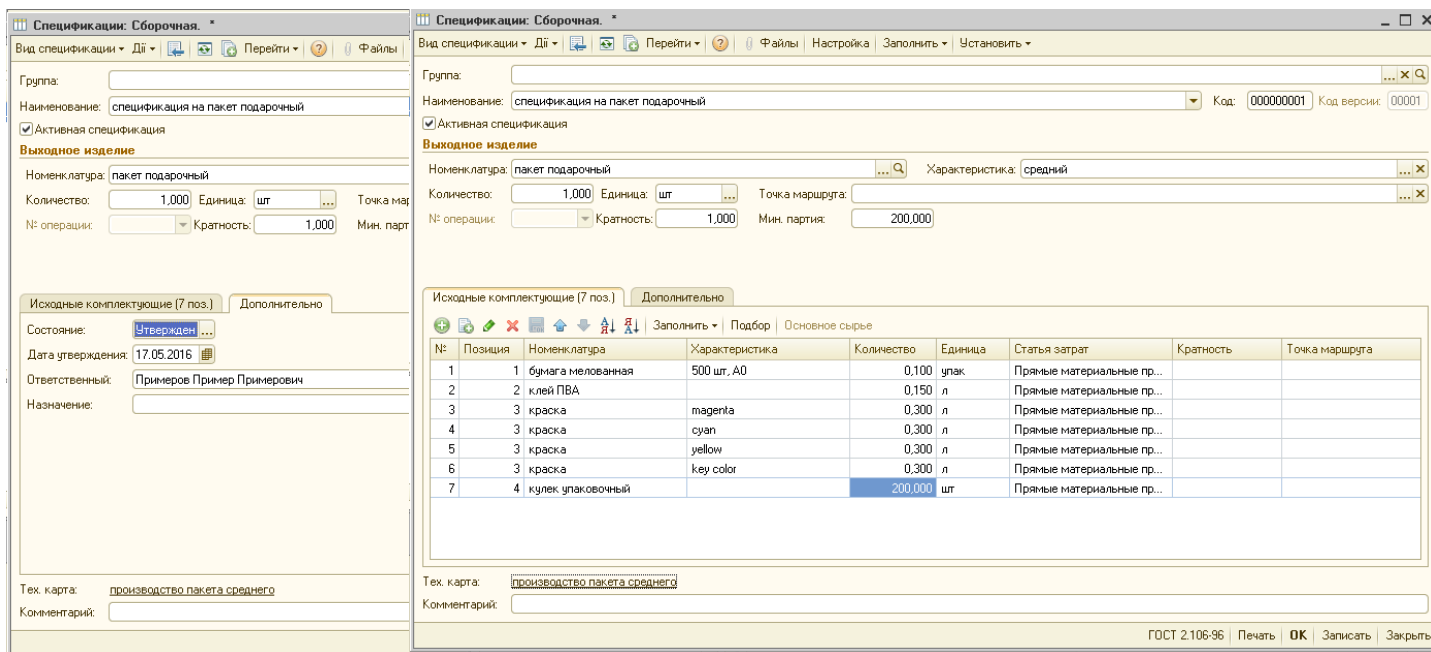 Спецификации: Сборочная. *
Вид спецификации Дії Перейти Файлы
Группа:
Наименование: спецификация на пакет подарочный
Активная спецификация
Выходное изделие
Номенклатура: пакет подарочный
Количество: 1,000 Единица: шт ... Точка мар
№ операции: Кратность: 1,000 Мин. парт
Исходные комплектующие (7 поз.) Дополнительно
Состояние: Утвержден ...
Дата утверждения: 17.05.2016
Ответственный: Примеров Пример Примерович
Назначение:
Тех. карта: производство пакета среднего
Комментарий:
Спецификации: Сборочная. *
Вид спецификации Дії Перейти Файлы Настройка Заполнить Установить
Группа: ...
Наименование: спецификация на пакет подарочный Код: 000000001 Код версии: 00001
Активная спецификация
Выходное изделие
Номенклатура: пакет подарочный ... Характеристика: средний ...
Количество: 1,000 Единица: шт ... Точка маршрута: ...
№ операции: Кратность: 1,000 Мин. партия: 200,000
Исходные комплектующие (7 поз.) Дополнительно
Заполнить Подбор Основное сырье
№ Позиция Номенклатура Характеристика Количество Единица Статья затрат Кратность Точка маршрута
1 1 бумага мелованная 500 шт, А0 0,100 упак Прямые материальные пр...
2 2 клей ПВА 0,150 л Прямые материальные пр...
3 3 краска magenta 0,300 л Прямые материальные пр...
4 3 краска cyan 0,300 л Прямые материальные пр...
5 3 краска yellow 0,300 л Прямые материальные пр...
6 3 краска key color 0,300 л Прямые материальные пр...
7 4 кулек упаковочный 200,000 шт Прямые материальные пр...
Тех. карта: производство пакета среднего
Комментарий:
ГОСТ 2.106-96 Печать ОК Записать Закрыть